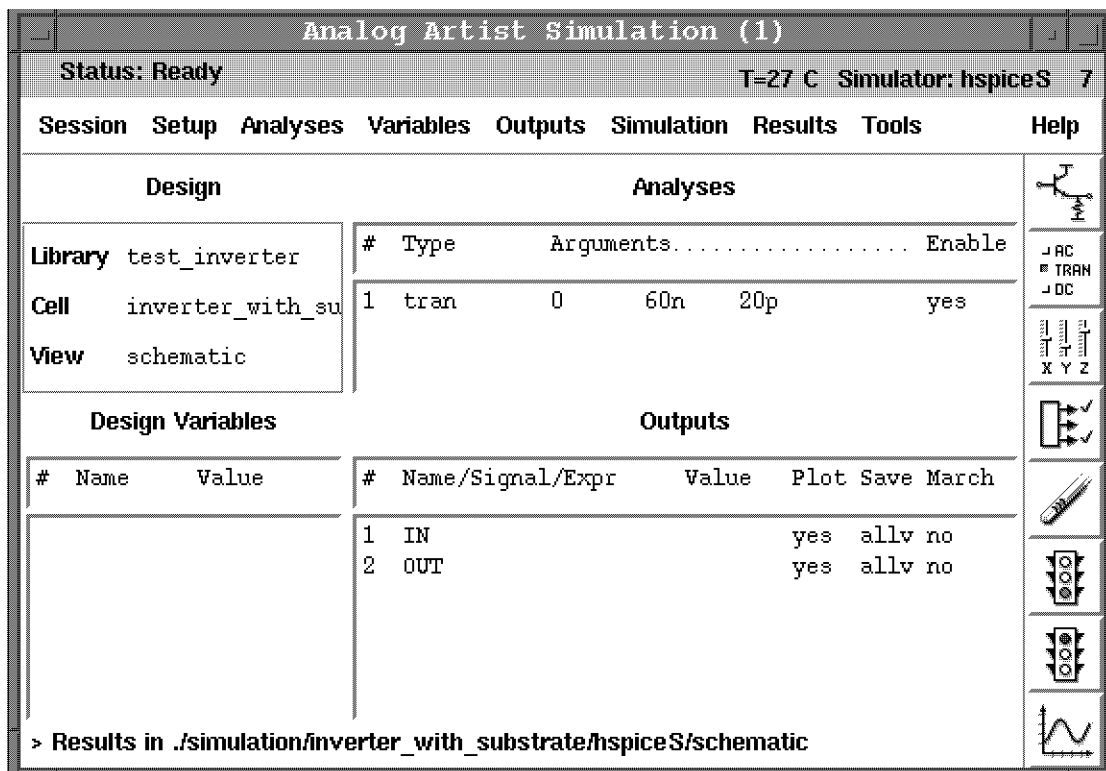 Analog Artist Simulation (1)
Status: Ready T=27 C Simulator: hspiceS 7
Session Setup Analyses Variables Outputs Simulation Results Tools Help
Design
Library test_inverter
Cell inverter_with_su
View schematic
Analyses
# Type Arguments.................. Enable
1 tran 0 60n 20p yes
Design Variables
# Name Value
Outputs
# Name/Signal/Expr Value Plot Save March
1 IN yes allv no
2 OUT yes allv no
AC
TRAN
DC
X Y Z
> Results in ./simulation/inverter_with_substrate/hspiceS/schematic